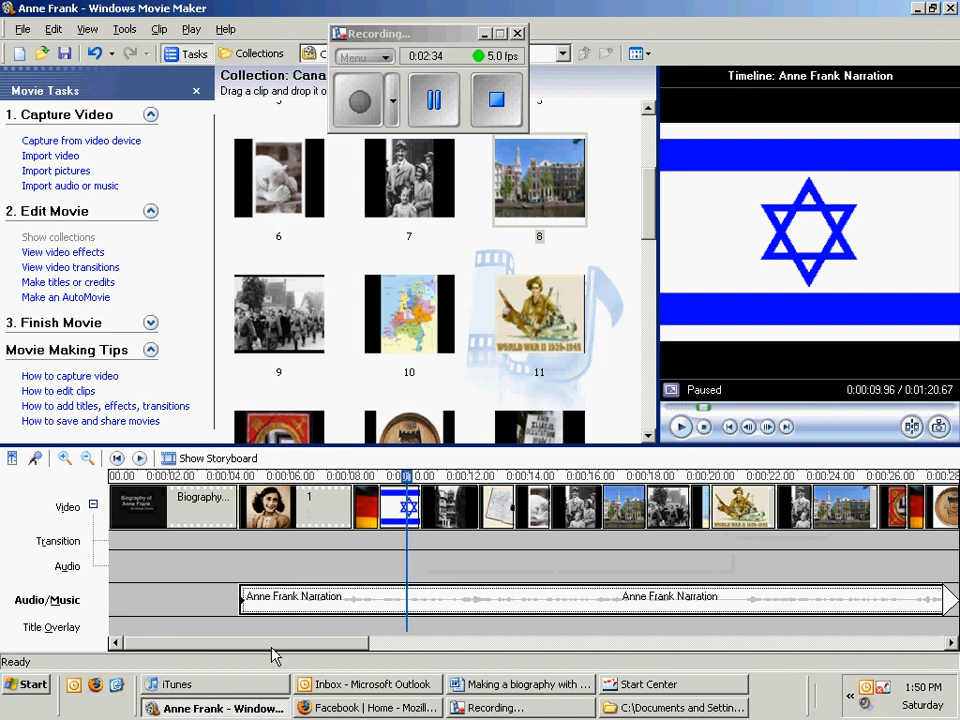 Anne Frank - Windows Movie Maker
File Edit View Tools Clip Play Help
Recording...
Menu 0:02:34 5.0 fps
Tasks Collections
Movie Tasks
Collection: Cana
Drag a clip and drop it o
Timeline: Anne Frank Narration
1. Capture Video
Capture from video device
Import video
Import pictures
Import audio or music
2. Edit Movie
Show collections
View video effects
View video transitions
Make titles or credits
Make an AutoMovie
3. Finish Movie
Movie Making Tips
How to capture video
How to edit clips
How to add titles, effects, transitions
How to save and share movies
6 7 8
WORLD WAR II 1939-1945
9 10 11
Paused 0:00:09.96 / 0:01:20.67
Show Storyboard
00.00 0:00:02.00 0:00:04.00 0:00:06.00 0:00:08.00 0:00 0.00 0:00:12.00 0:00:14.00 0:00:16.00 0:00:18.00 0:00:20.00 0:00:22.00 0:00:24.00 0:00:26.00 0:00:28
Video Biography of Anne Frank Biography... 1
Transition
Audio
Audio/Music Anne Frank Narration Anne Frank Narration
Title Overlay
Ready
Start iTunes Inbox - Microsoft Outlook Making a biography with ... Start Center
Anne Frank - Window... Facebook | Home - Mozill... Recording... C:\Documents and Settin...
1:50 PM
Saturday